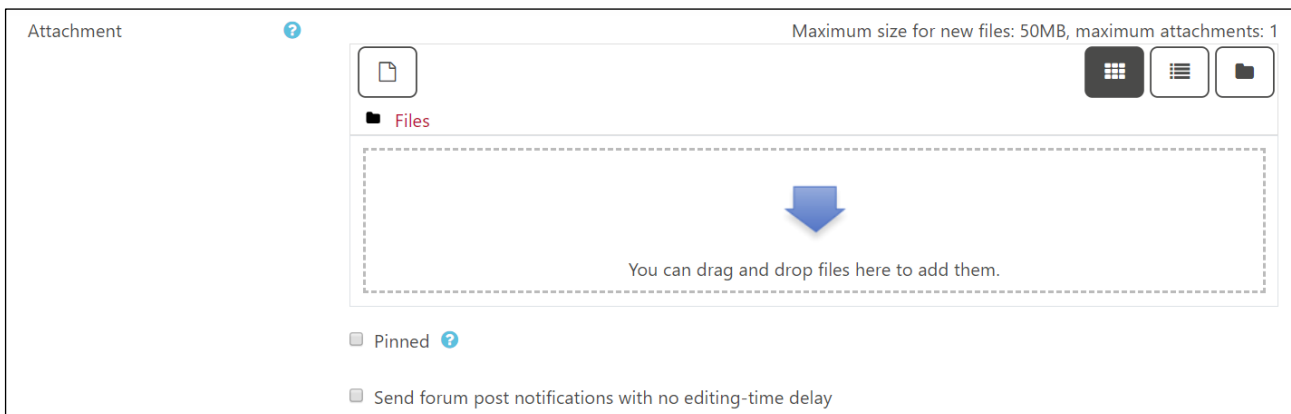 Attachment
Maximum size for new files: 50MB, maximum attachments: 1
Files
You can drag and drop files here to add them.
Pinned
Send forum post notifications with no editing-time delay